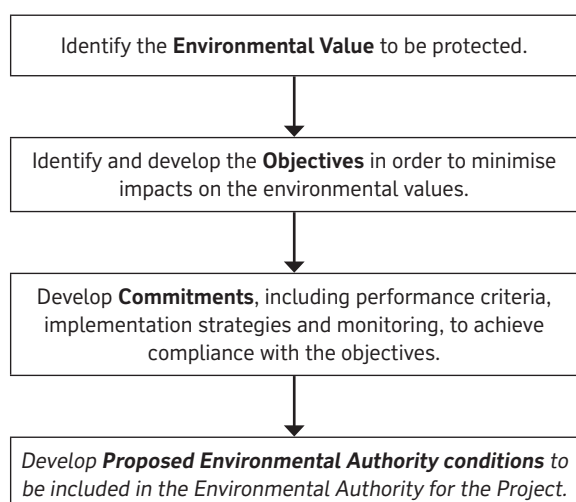 Identify the Environmental Value to be protected.
Identify and develop the Objectives in order to minimise
impacts on the environmental values.
Develop Commitments, including performance criteria,
implementation strategies and monitoring, to achieve
compliance with the objectives.
Develop Proposed Environmental Authority conditions to
be included in the Environmental Authority for the Project.